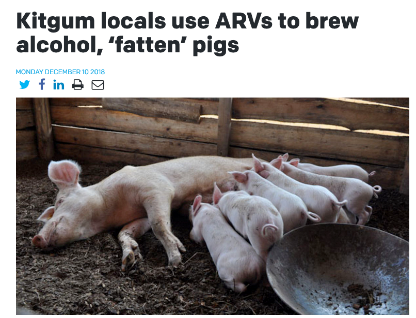 Kitgum locals use ARVs to brew
alcohol, ‘fatten’ pigs
MONDAY DECEMBER 10 2018